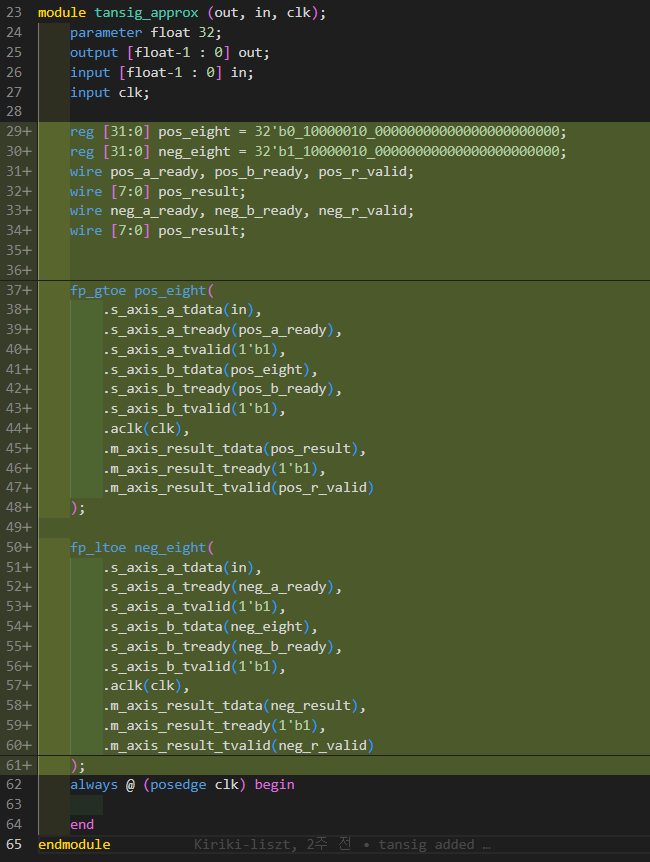 23 module tansig_approx (out, in, clk);
24 parameter float 32;
25 output [float-1 : 0] out;
26 input [float-1 : 0] in;
27 input clk;
28
29+ reg [31:0] pos_eight = 32'b0_10000010_00000000000000000000000;
30+ reg [31:0] neg_eight = 32'b1_10000010_00000000000000000000000;
31+ wire pos_a_ready, pos_b_ready, pos_r_valid;
32+ wire [7:0] pos_result;
33+ wire neg_a_ready, neg_b_ready, neg_r_valid;
34+ wire [7:0] pos_result;
35+
36+
37+ fp_gtoe pos_eight(
38+ .s_axis_a_tdata(in),
39+ .s_axis_a_tready(pos_a_ready),
40+ .s_axis_a_tvalid(1'b1),
41+ .s_axis_b_tdata(pos_eight),
42+ .s_axis_b_tready(pos_b_ready),
43+ .s_axis_b_tvalid(1'b1),
44+ .aclk(clk),
45+ .m_axis_result_tdata(pos_result),
46+ .m_axis_result_tready(1'b1),
47+ .m_axis_result_tvalid(pos_r_valid)
48+ );
49+
50+ fp_ltoe neg_eight(
51+ .s_axis_a_tdata(in),
52+ .s_axis_a_tready(neg_a_ready),
53+ .s_axis_a_tvalid(1'b1),
54+ .s_axis_b_tdata(neg_eight),
55+ .s_axis_b_tready(neg_b_ready),
56+ .s_axis_b_tvalid(1'b1),
57+ .aclk(clk),
58+ .m_axis_result_tdata(neg_result),
59+ .m_axis_result_tready(1'b1),
60+ .m_axis_result_tvalid(neg_r_valid)
61+ );
62 always @ (posedge clk) begin
63
64 end
65 endmodule Kiriki-liszt, 2주 전 • tansig added …